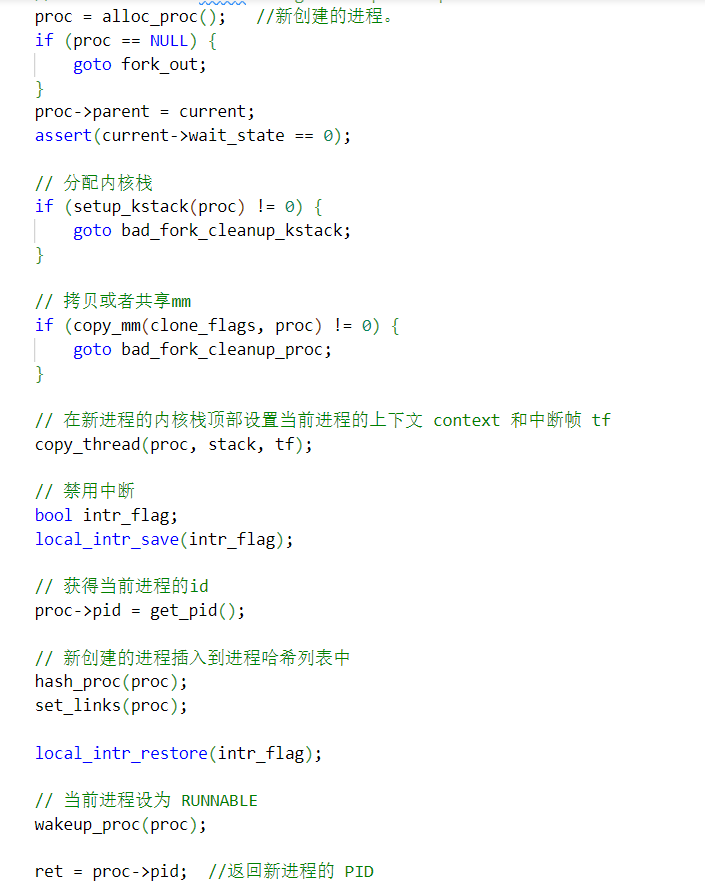 proc = alloc_proc();   //新创建的进程。
if (proc == NULL) {
    goto fork_out;
}
proc->parent = current;
assert(current->wait_state == 0);

// 分配内核栈
if (setup_kstack(proc) != 0) {
    goto bad_fork_cleanup_kstack;
}

// 拷贝或者共享mm
if (copy_mm(clone_flags, proc) != 0) {
    goto bad_fork_cleanup_proc;
}

// 在新进程的内核栈顶部设置当前进程的上下文 context 和中断帧 tf
copy_thread(proc, stack, tf);

// 禁用中断
bool intr_flag;
local_intr_save(intr_flag);

// 获得当前进程的id
proc->pid = get_pid();

// 新创建的进程插入到进程哈希列表中
hash_proc(proc);
set_links(proc);

local_intr_restore(intr_flag);

// 当前进程设为 RUNNABLE
wakeup_proc(proc);

ret = proc->pid;  //返回新进程的 PID